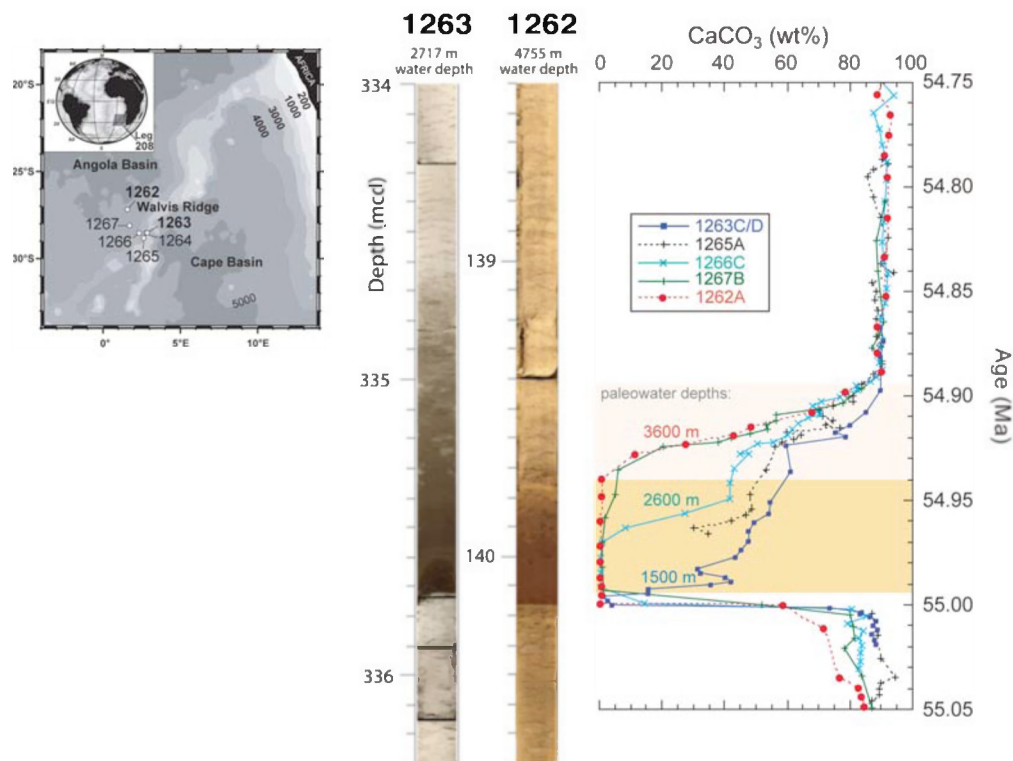 1263
2717 m
water depth
1262
4755 m
water depth
CaCO₃ (wt%)
0 20 40 60 80 100
334
335
336
Depth (mcd)
139
140
54.75
54.80
54.85
54.90
54.95
55.00
55.05
Age (Ma)
1263C/D
1265A
1266C
1267B
1262A
paleowater depths:
3600 m
2600 m
1500 m
20°S
25°S
30°S
0°
5°E
10°E
AFRICA
200
1000
3000
4000
5000
Leg
208
Angola Basin
1262
Walvis Ridge
1267
1263
1266
1264
1265
Cape Basin